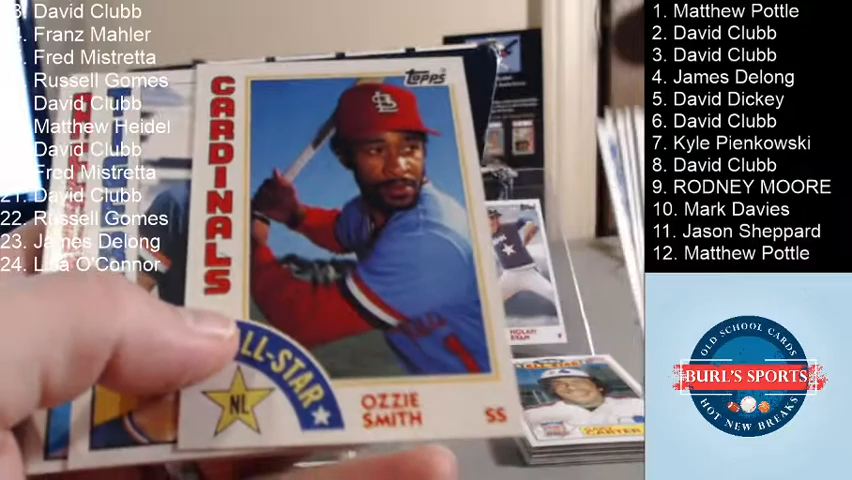 David Clubb
Franz Mahler
Fred Mistretta
Russell Gomes
David Clubb
Matthew Heidel
David Clubb
Fred Mistretta
21. David Clubb
22. Russell Gomes
23. James Delong
24. Lisa O'Connor
Topps
CARDINALS
ALL-STAR
NL
OZZIE
SMITH
SS
1
NOLAN
RYAN
GARY
CARTER
1. Matthew Pottle
2. David Clubb
3. David Clubb
4. James Delong
5. David Dickey
6. David Clubb
7. Kyle Pienkowski
8. David Clubb
9. RODNEY MOORE
10. Mark Davies
11. Jason Sheppard
12. Matthew Pottle
OLD SCHOOL CARDS
BURL'S SPORTS
HOT NEW BREAKS